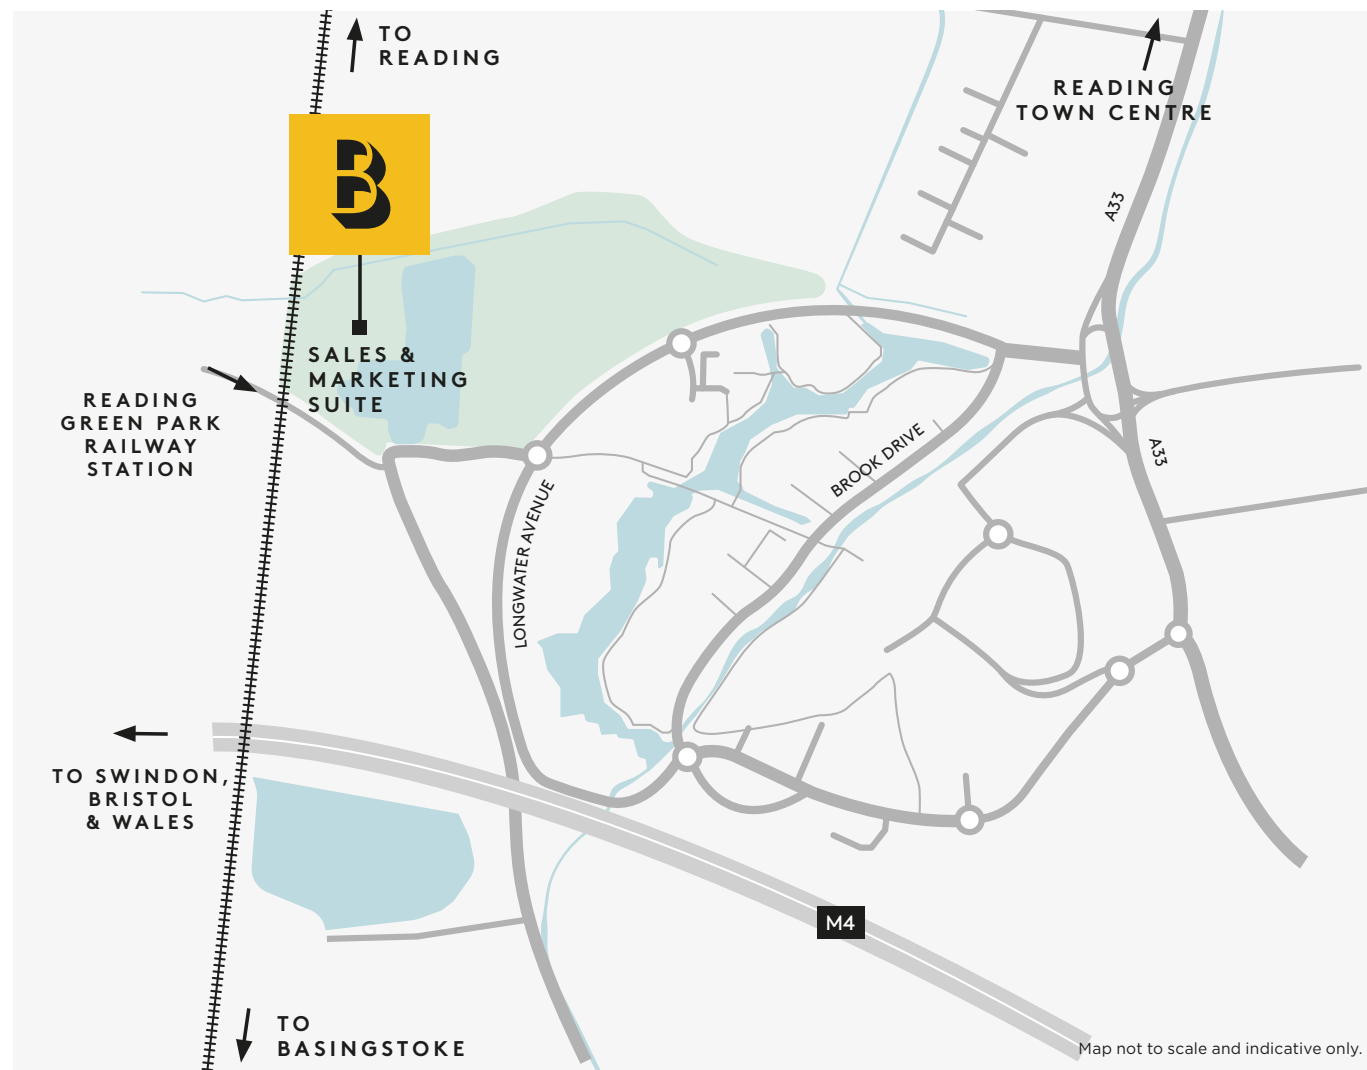 TO
READING
READING
TOWN CENTRE
A33
B
SALES &
MARKETING
SUITE
READING
GREEN PARK
RAILWAY
STATION
BROOK DRIVE
A33
LONGWATER AVENUE
TO SWINDON,
BRISTOL
& WALES
M4
TO
BASINGSTOKE
Map not to scale and indicative only.